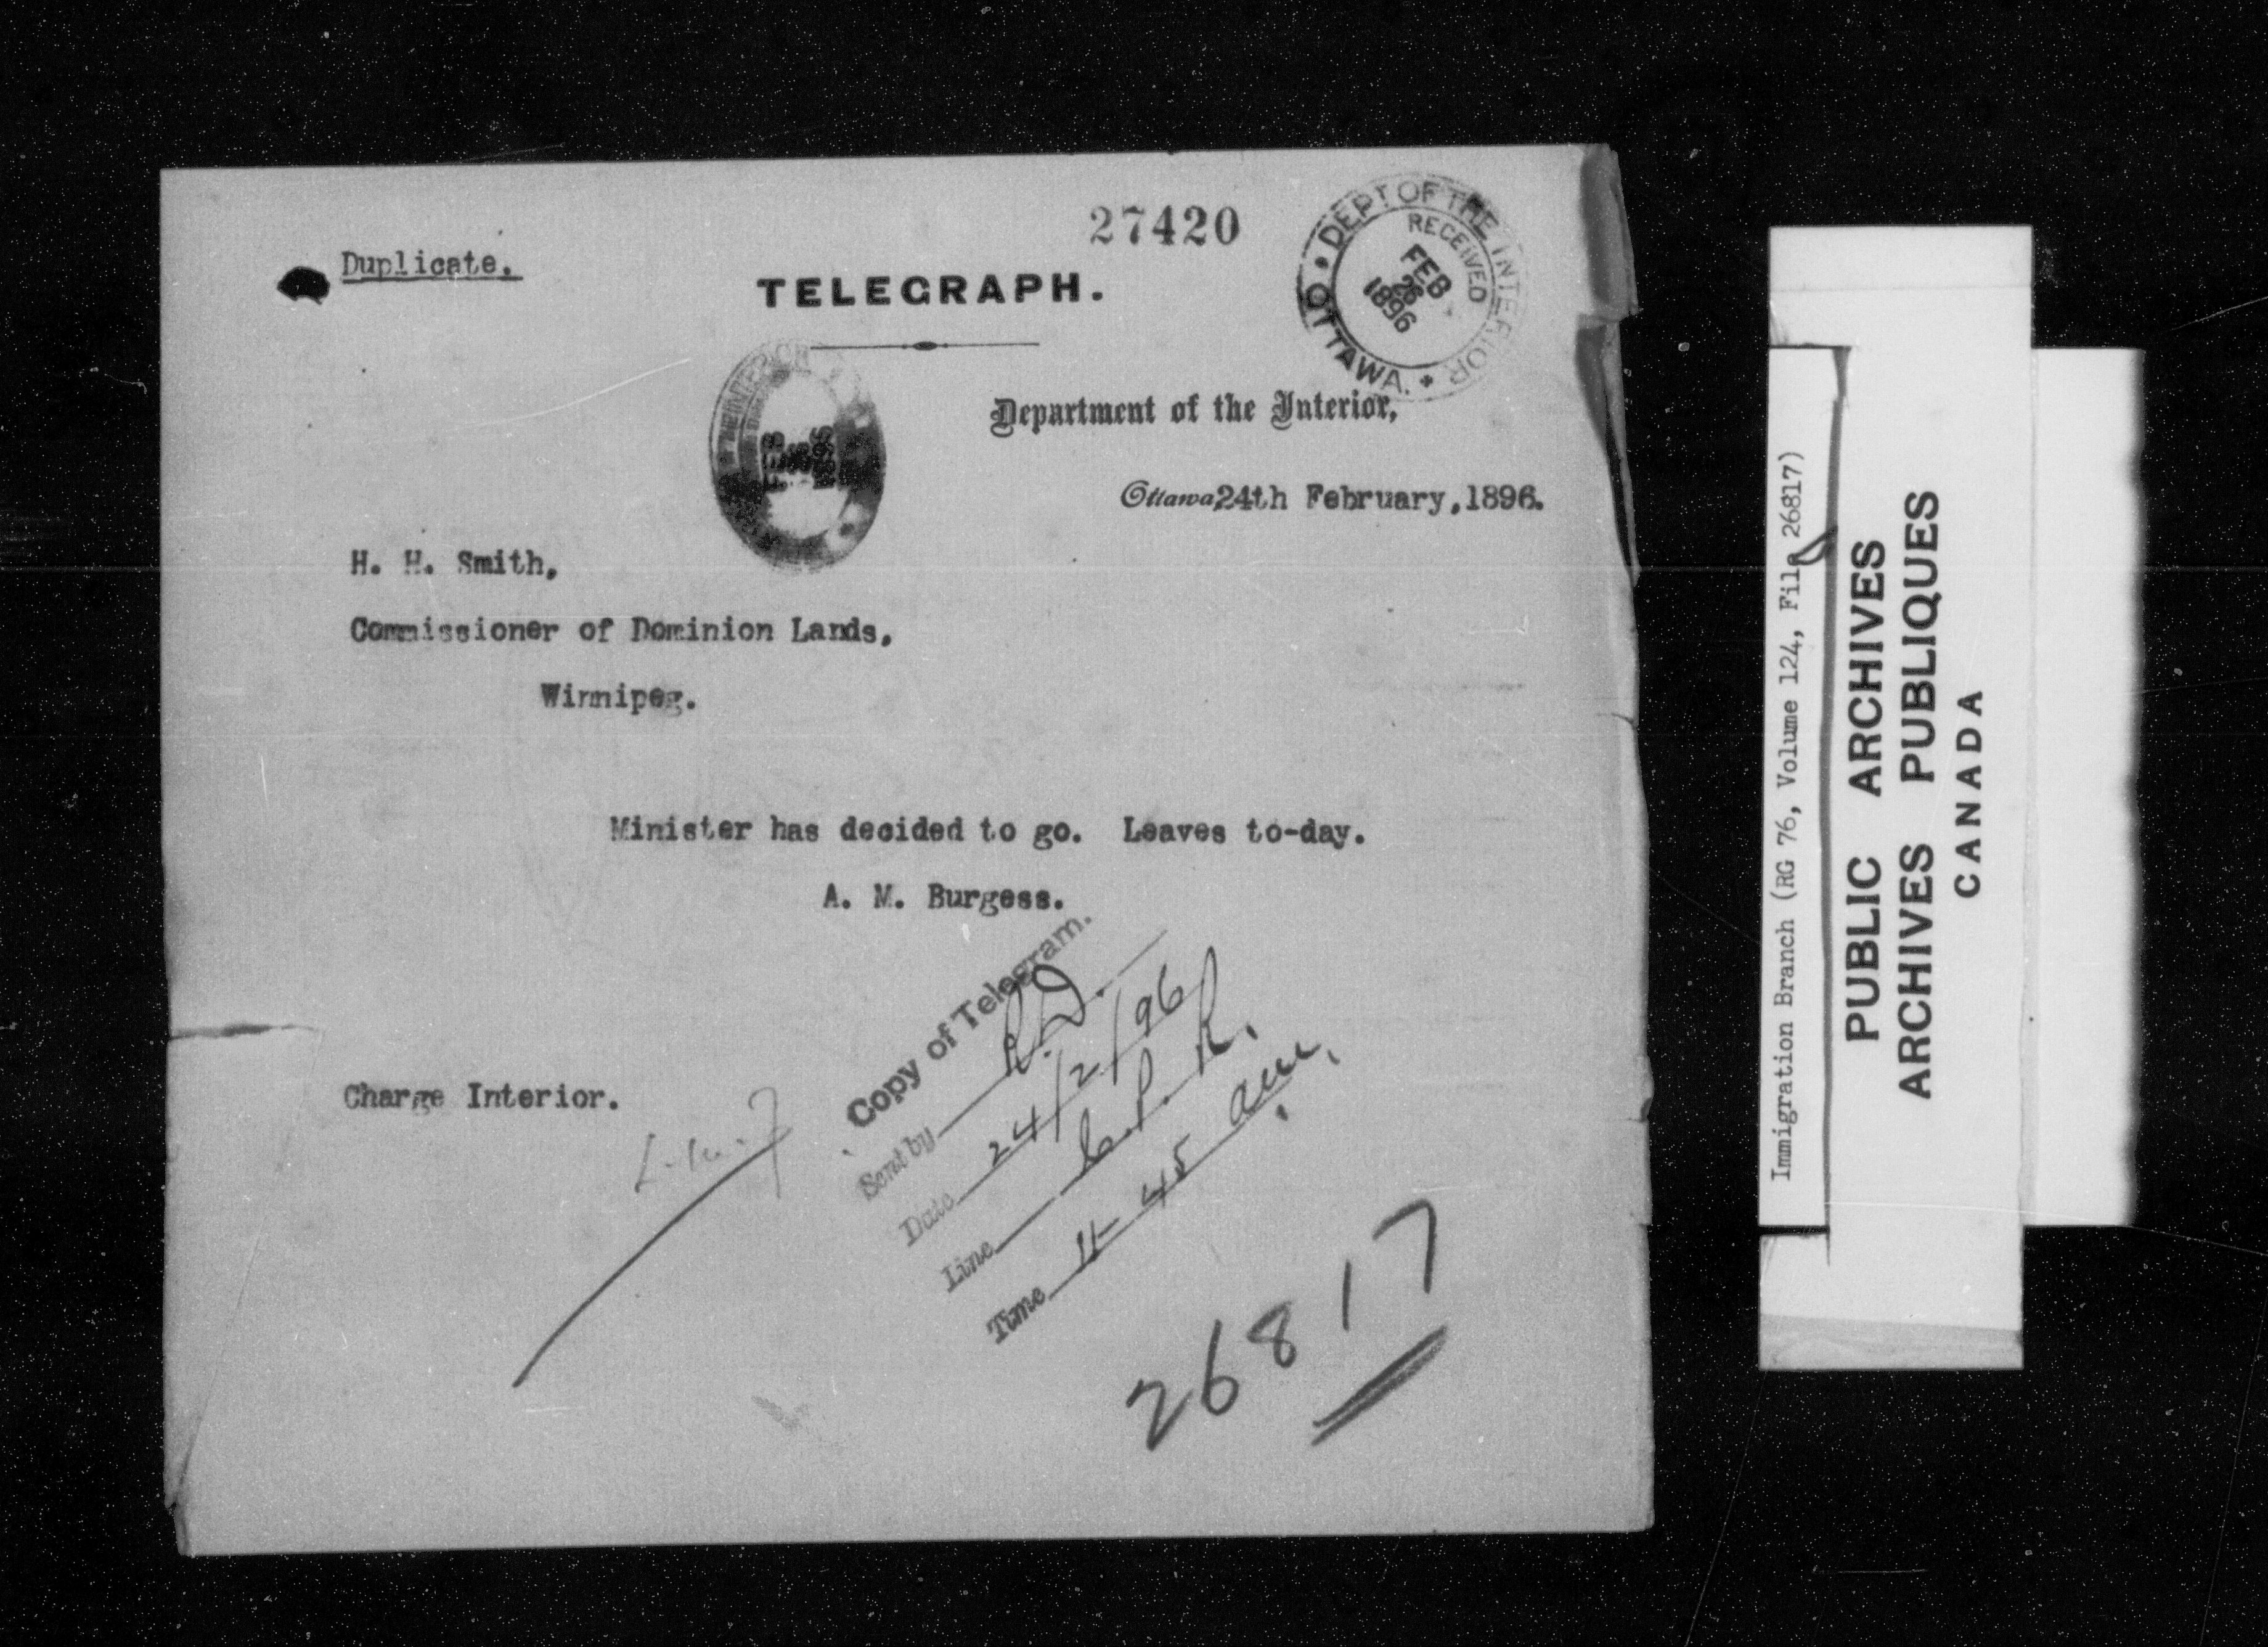 27420
Duplicate.
TELEGRAPH.
DEPT OF THE INTERIOR
RECEIVED
FEB
26
1896
OTTAWA.
Department of the Interior,
Ottawa, 24th February, 1896.
FEB
1896
H. H. Smith,
Commissioner of Dominion Lands,
Winnipeg.
Minister has decided to go. Leaves to-day.
A. M. Burgess.
Charge Interior.
Copy of Telegram.
Sent by R.D.
Date 24/2/96
Line C.P.R.
Time 11-45 am.
26817
Immigration Branch (RG 76, Volume 124, File 26817)
PUBLIC ARCHIVES
ARCHIVES PUBLIQUES
CANADA